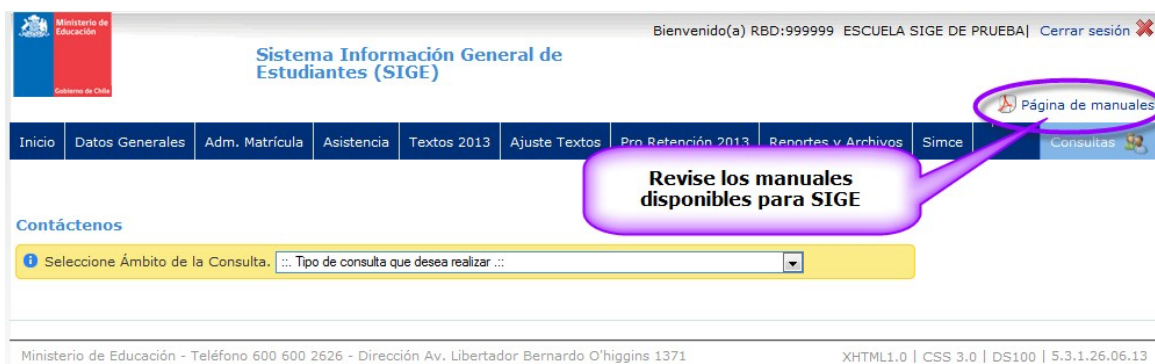 Ministerio de
Educación
Gobierno de Chile
Bienvenido(a) RBD:999999 ESCUELA SIGE DE PRUEBA| Cerrar sesión
Sistema Información General de
Estudiantes (SIGE)
Página de manuales
Inicio Datos Generales Adm. Matrícula Asistencia Textos 2013 Ajuste Textos Pro Retención 2013 Reportes y Archivos Simce Consultas
Revise los manuales
disponibles para SIGE
Contáctenos
Seleccione Ámbito de la Consulta. ::. Tipo de consulta que desea realizar .::
Ministerio de Educación - Teléfono 600 600 2626 - Dirección Av. Libertador Bernardo O'higgins 1371 XHTML1.0 | CSS 3.0 | DS100 | 5.3.1.26.06.13